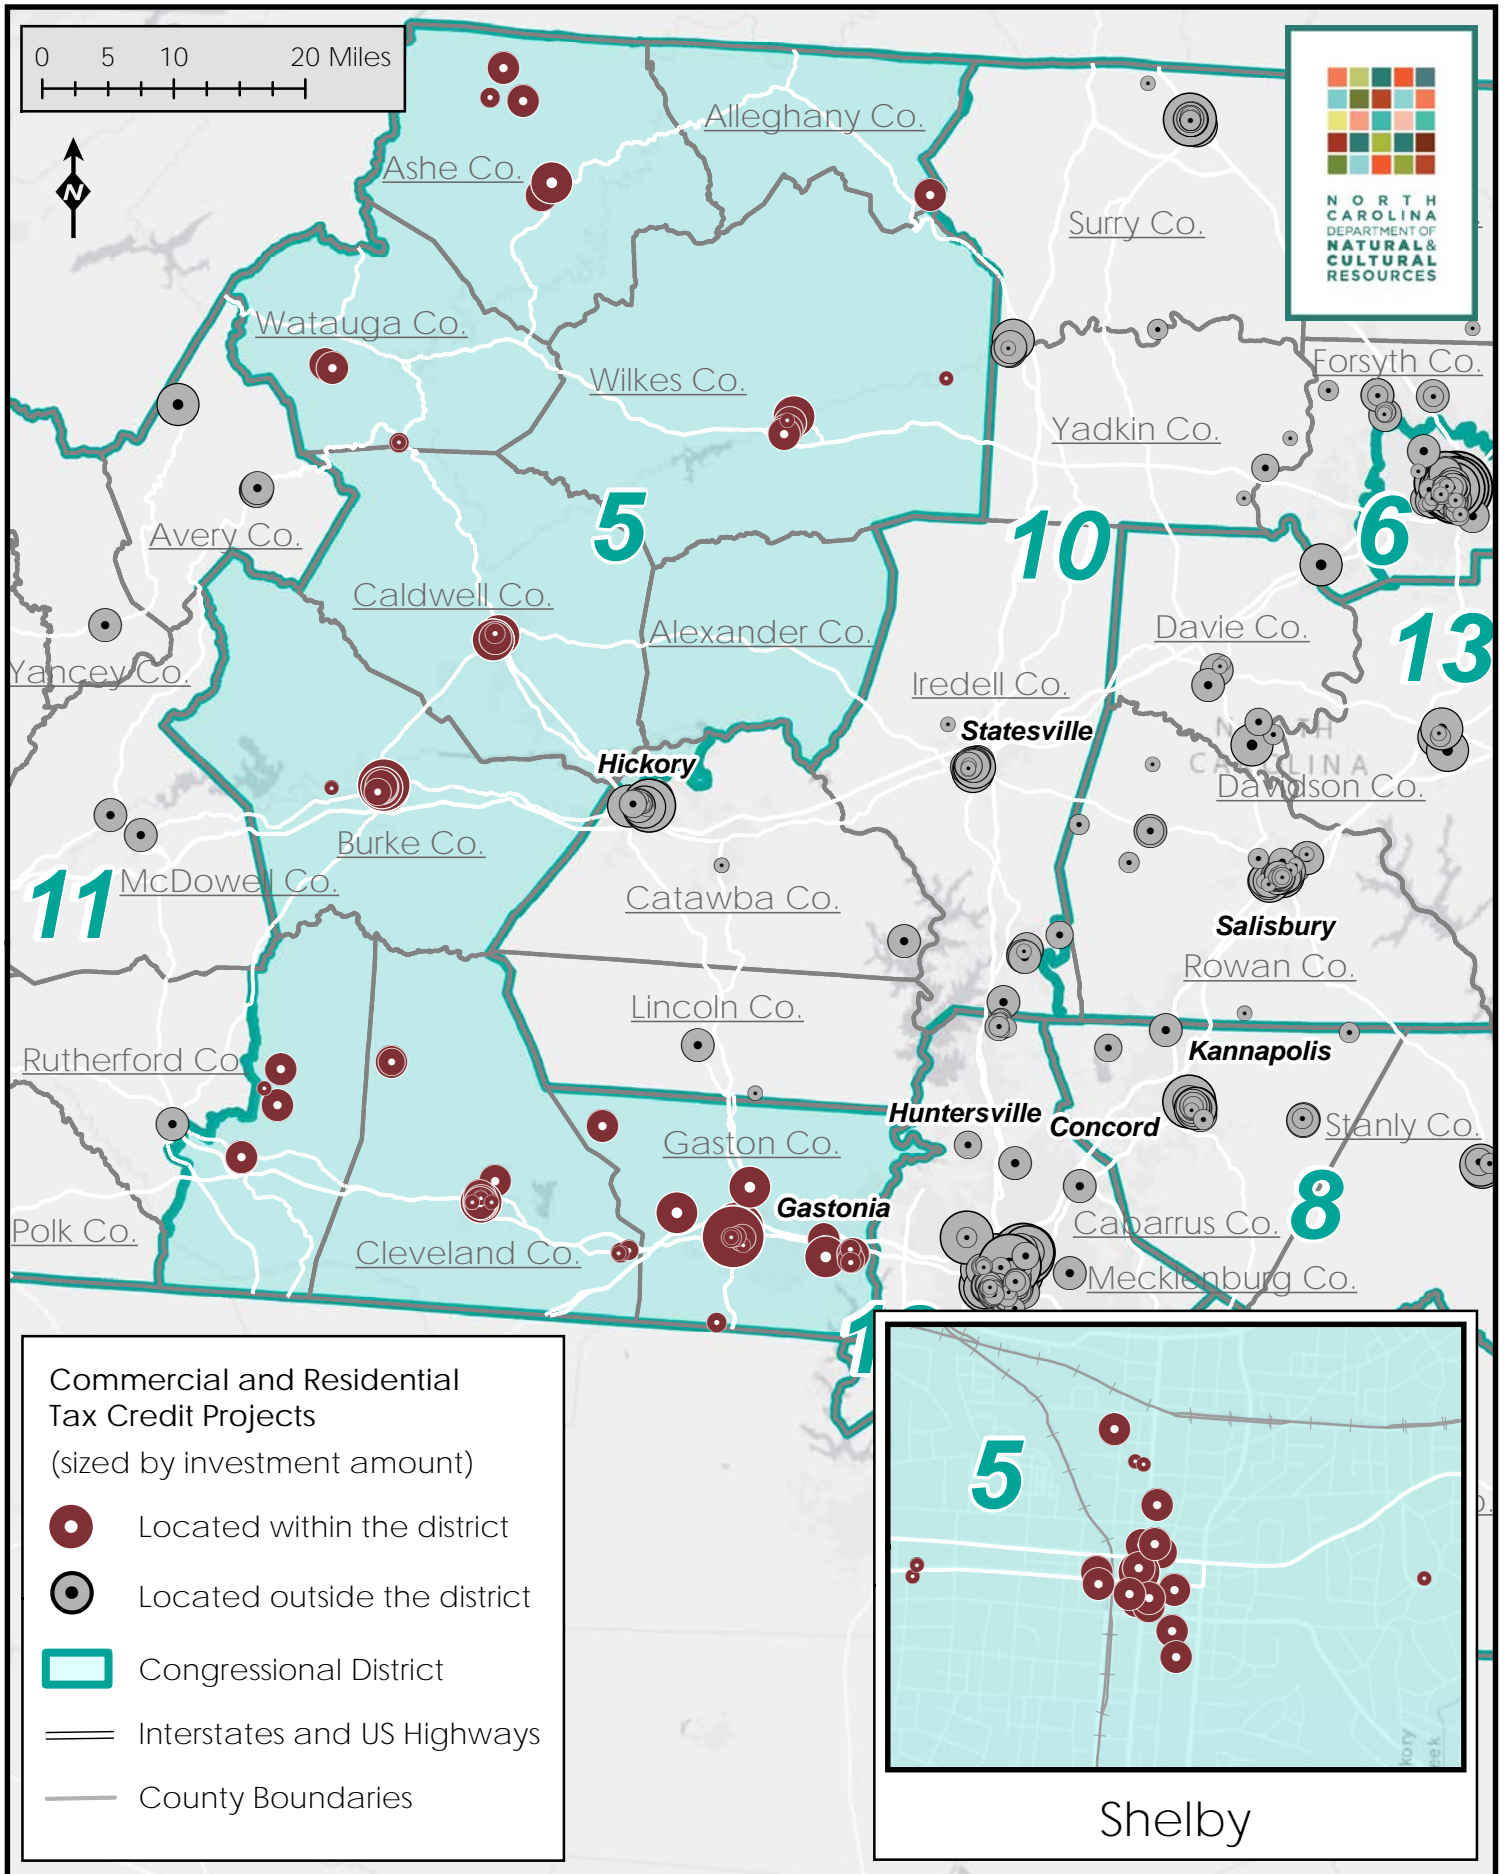 0 5 10 20 Miles
N
NORTH
CAROLINA
DEPARTMENT OF
NATURAL &
CULTURAL
RESOURCES
Alleghany Co.
Ashe Co.
Surry Co.
Watauga Co.
Wilkes Co.
Forsyth Co.
Yadkin Co.
5
10
6
Avery Co.
Caldwell Co.
Alexander Co.
Davie Co.
13
Yancey Co.
Iredell Co.
Statesville
NORTH
CAROLINA
Hickory
Davidson Co.
Burke Co.
11
McDowell Co.
Catawba Co.
Salisbury
Rowan Co.
Lincoln Co.
Rutherford Co.
Kannapolis
Huntersville
Concord
Stanly Co.
Gaston Co.
8
Gastonia
Polk Co.
Cleveland Co.
Cabarrus Co.
Mecklenburg Co.
Commercial and Residential
Tax Credit Projects
(sized by investment amount)
Located within the district
Located outside the district
Congressional District
Interstates and US Highways
County Boundaries
5
kory
eek
Shelby